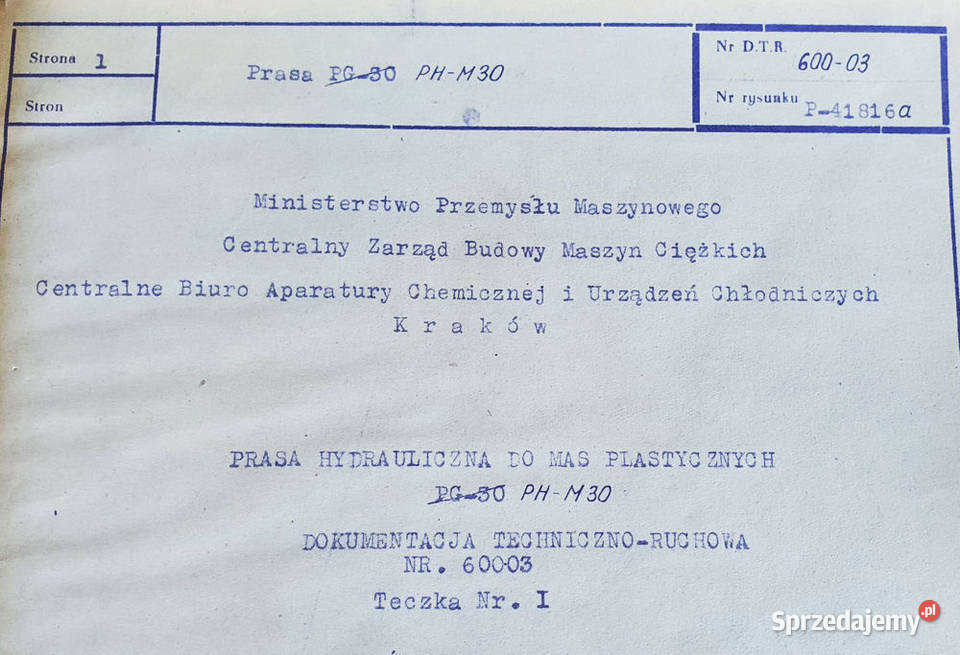 Strona 1
Stron
Prasa PG-30 PH-M30
Nr D.T.R. 600-03
Nr rysunku P-41816a
Ministerstwo Przemysłu Maszynowego
Centralny Zarząd Budowy Maszyn Ciężkich
Centralne Biuro Aparatury Chemicznej i Urządzeń Chłodniczych
K r a k ó w
PRASA HYDRAULICZNA DO MAS PLASTYCZNYCH
PG-30 PH-M30
DOKUMENTACJA TECHNICZNO-RUCHOWA
NR. 600-03
Teczka Nr. I
Sprzedajemy.pl